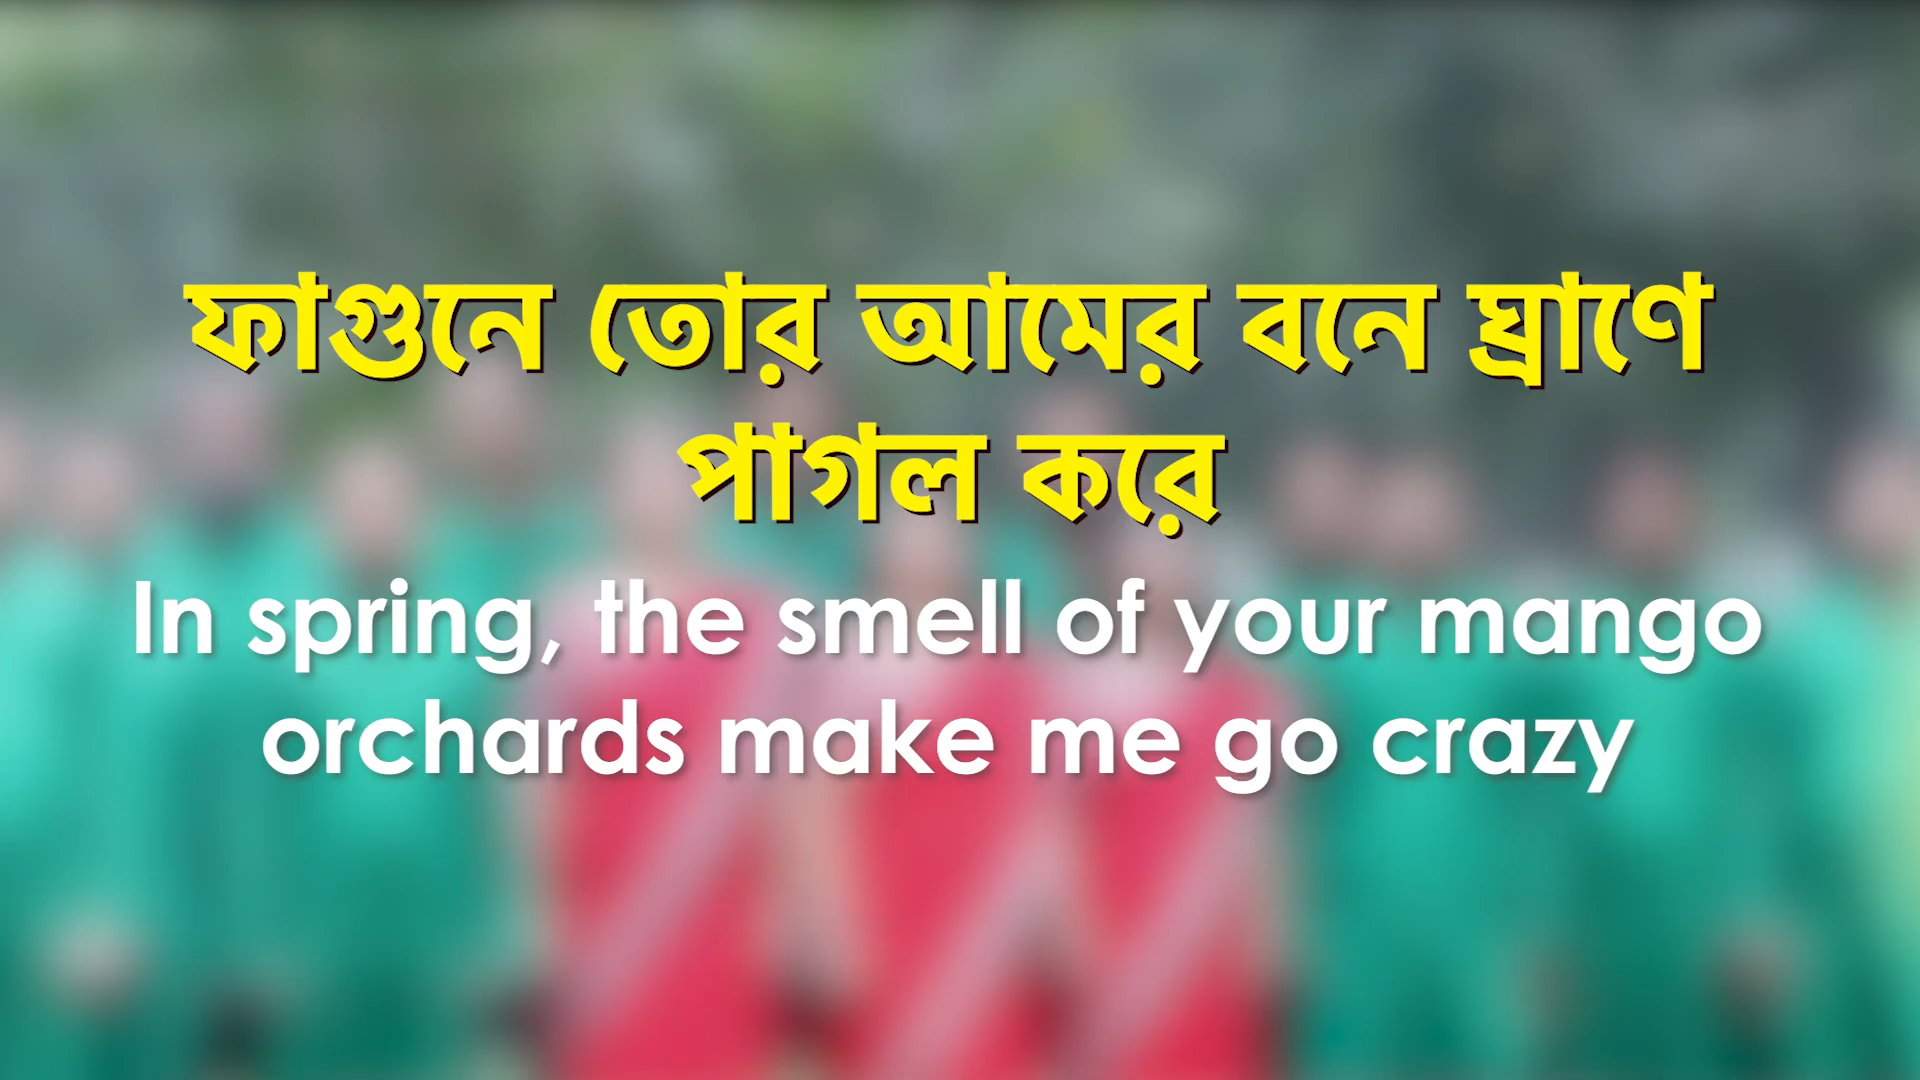 ফাগুনে তোর আমের বনে ঘ্রাণে
পাগল করে
In spring, the smell of your mango
orchards make me go crazy